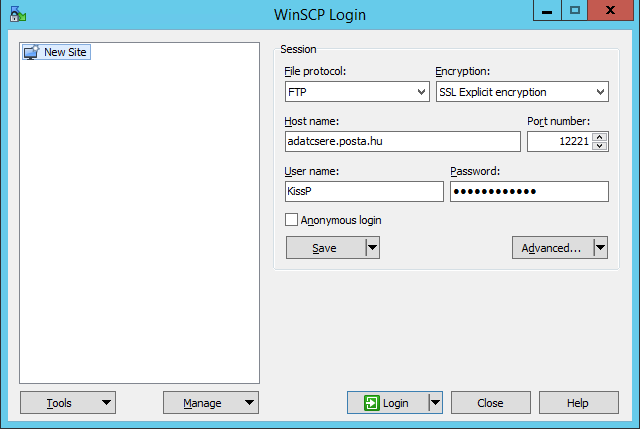 WinSCP Login
New Site
Session
File protocol:
Encryption:
FTP
SSL Explicit encryption
Host name:
Port number:
adatcsere.posta.hu
12221
User name:
Password:
KissP
●●●●●●●●●●●●
Anonymous login
Save
Advanced...
Tools
Manage
Login
Close
Help